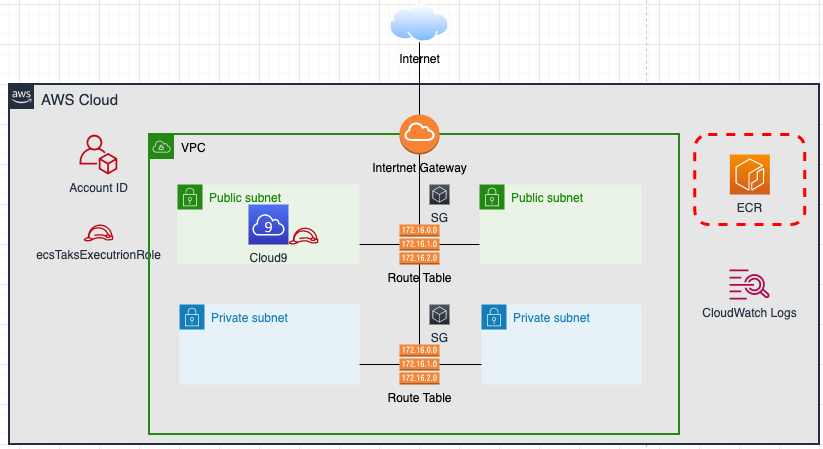 Internet
aws
AWS Cloud
VPC
Intertnet Gateway
Account ID
ecsTaksExecutrionRole
Public subnet
9
Cloud9
SG
172.16.0.0
172.16.1.0
172.16.2.0
Route Table
Public subnet
ECR
CloudWatch Logs
Private subnet
SG
172.16.0.0
172.16.1.0
172.16.2.0
Route Table
Private subnet